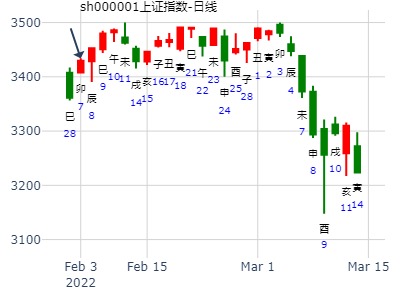 sh000001上证指数-日线
3500
3400
3300
3200
3100
巳
28
卯
7
辰
8
巳
9
午
10
未
11
戌
14
亥
15
子
16
丑
17
寅
18
巳
21
午
22
未
23
申
24
酉
25
子
28
丑
1
寅
2
卯
3
辰
4
未
7
申
8
酉
9
戌
10
亥
11
寅
14
Feb 3
2022
Feb 15
Mar 1
Mar 15